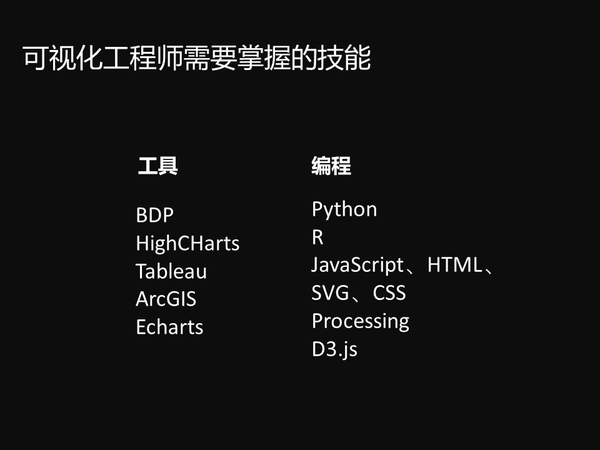 可视化工程师需要掌握的技能
工具
BDP
HighCHarts
Tableau
ArcGIS
Echarts
编程
Python
R
JavaScript、HTML、
SVG、CSS
Processing
D3.js